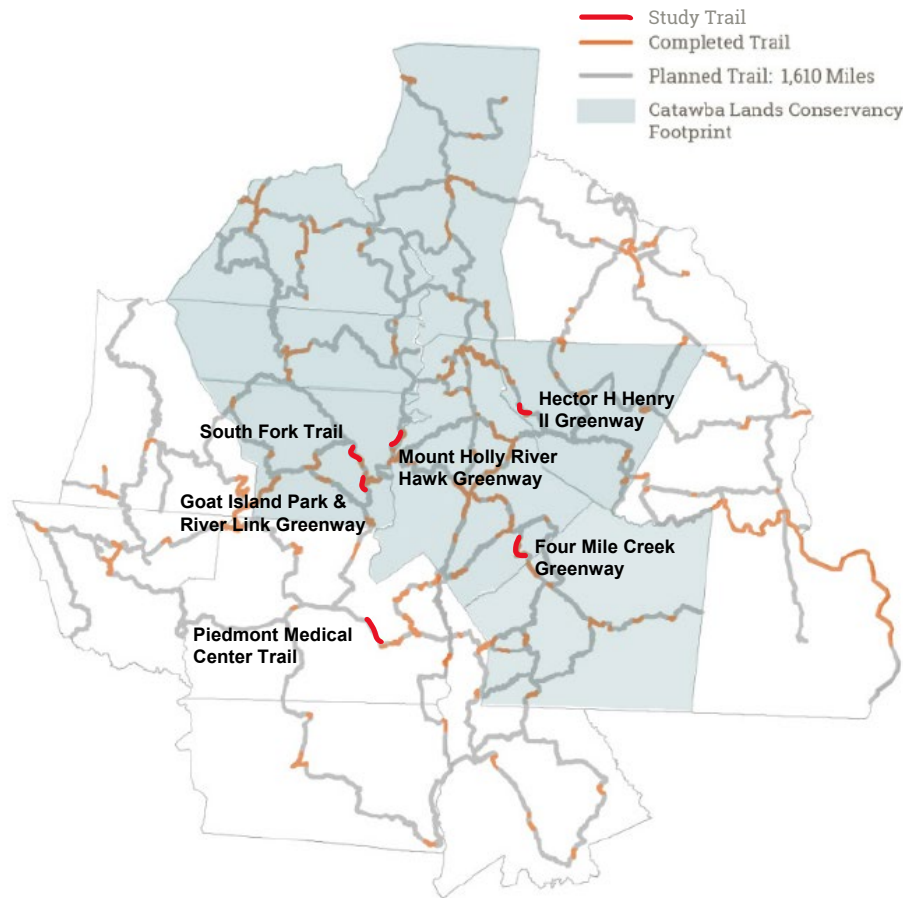 Study Trail
Completed Trail
Planned Trail: 1,610 Miles
Catawba Lands Conservancy
Footprint
Hector H Henry
II Greenway
South Fork Trail
Mount Holly River
Hawk Greenway
Goat Island Park &
River Link Greenway
Four Mile Creek
Greenway
Piedmont Medical
Center Trail